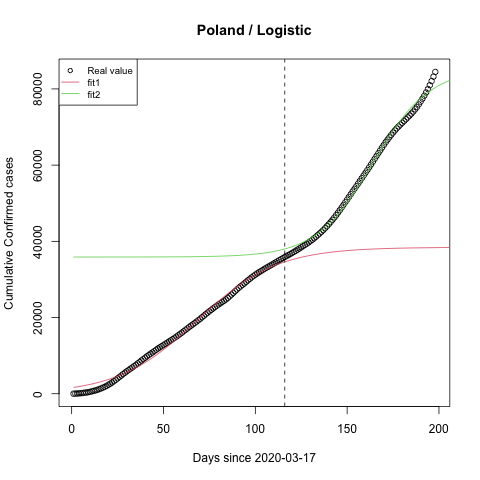 Poland / Logistic
Real value
fit1
fit2
Cumulative Confirmed cases
80000
60000
40000
20000
0
0 50 100 150 200
Days since 2020-03-17